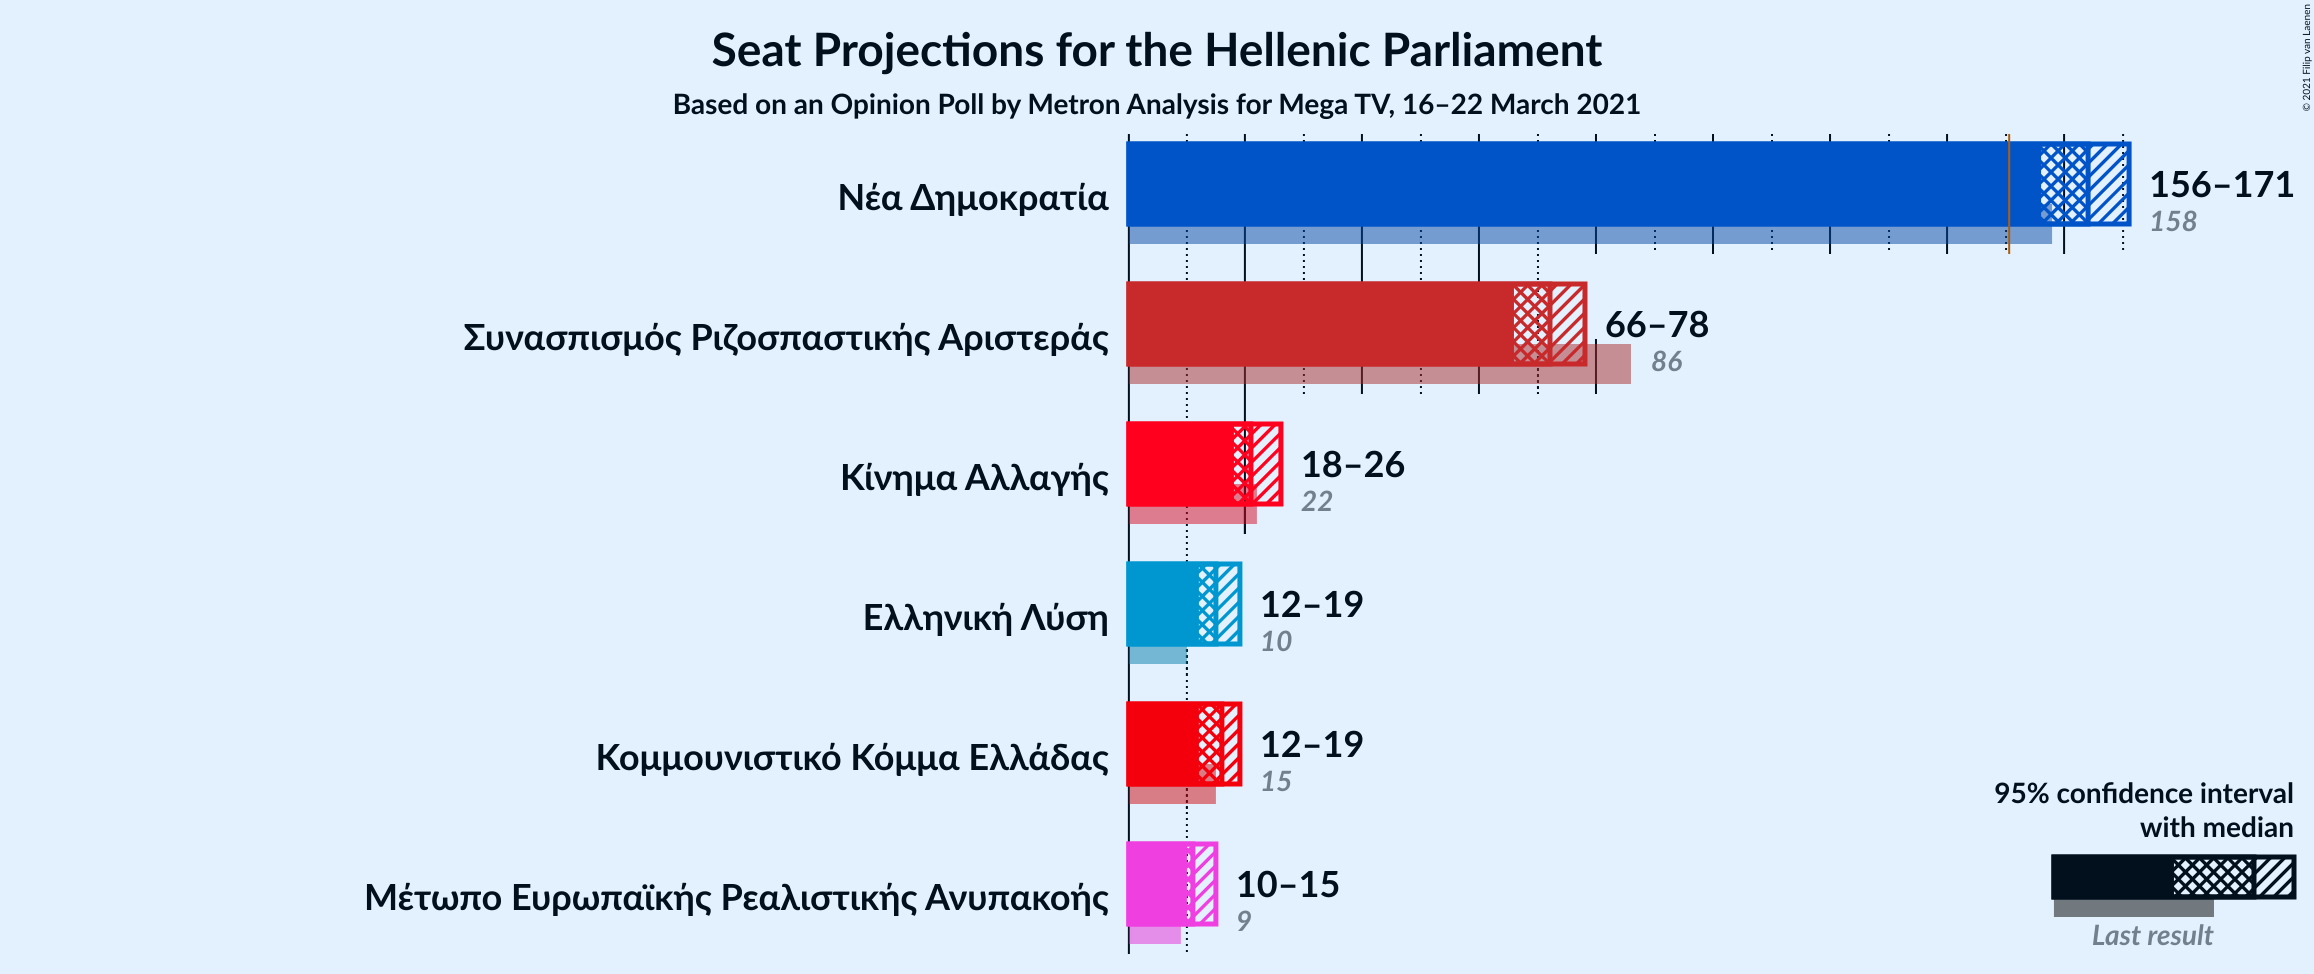 Seat Projections for the Hellenic Parliament
Based on an Opinion Poll by Metron Analysis for Mega TV, 16–22 March 2021
© 2021 Filip van Laenen
Νέα Δημοκρατία
156–171
158
Συνασπισμός Ριζοσπαστικής Αριστεράς
66–78
86
Κίνημα Αλλαγής
18–26
22
Ελληνική Λύση
12–19
10
Κομμουνιστικό Κόμμα Ελλάδας
12–19
15
Μέτωπο Ευρωπαϊκής Ρεαλιστικής Ανυπακοής
10–15
9
95% confidence interval
with median
Last result